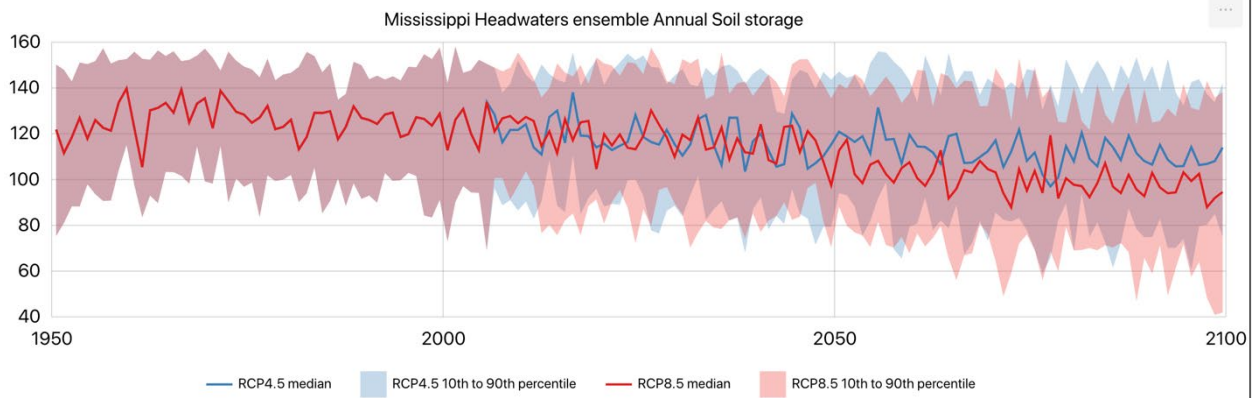 Mississippi Headwaters ensemble Annual Soil storage
160
140
120
100
80
60
40
1950 2000 2050 2100
RCP4.5 median RCP4.5 10th to 90th percentile RCP8.5 median RCP8.5 10th to 90th percentile